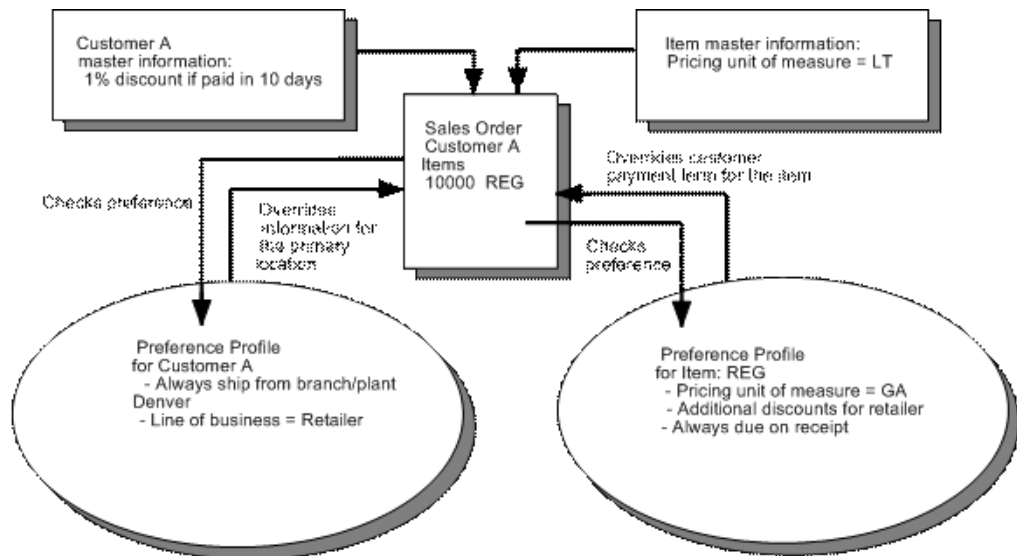 Customer A
master information:
1% discount if paid in 10 days
Item master information:
Pricing unit of measure = LT
Sales Order
Customer A
Items
10000 REG
Checks preference
Overrides
information for
the primary
location
Overrides customer
payment term for the item
Checks
preference
Preference Profile
for Customer A
- Always ship from branch/plant
Denver
- Line of business = Retailer
Preference Profile
for Item: REG
- Pricing unit of measure = GA
- Additional discounts for retailer
- Always due on receipt